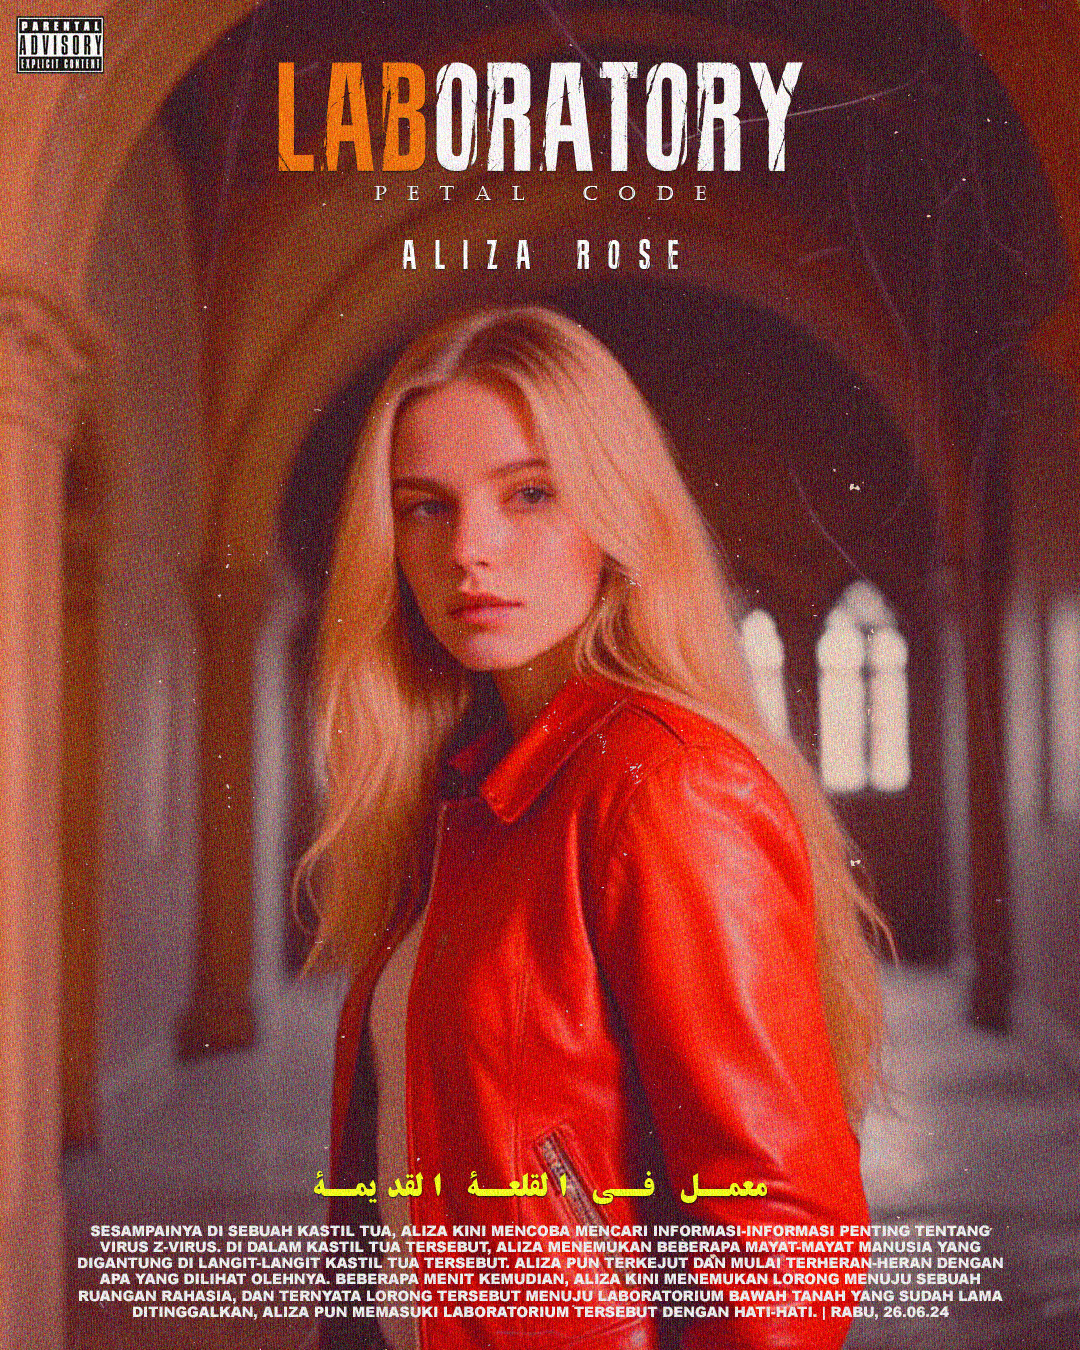 PARENTAL
ADVISORY
EXPLICIT CONTENT
LABORATORY
PETAL CODE
ALIZA ROSE
معمل في القلعة القديمة
SESAMPAINYA DI SEBUAH KASTIL TUA, ALIZA KINI MENCOBA MENCARI INFORMASI-INFORMASI PENTING TENTANG
VIRUS Z-VIRUS. DI DALAM KASTIL TUA TERSEBUT, ALIZA MENEMUKAN BEBERAPA MAYAT-MAYAT MANUSIA YANG
DIGANTUNG DI LANGIT-LANGIT KASTIL TUA TERSEBUT. ALIZA PUN TERKEJUT DAN MULAI TERHERAN-HERAN DENGAN
APA YANG DILIHAT OLEHNYA. BEBERAPA MENIT KEMUDIAN, ALIZA KINI MENEMUKAN LORONG MENUJU SEBUAH
RUANGAN RAHASIA, DAN TERNYATA LORONG TERSEBUT MENUJU LABORATORIUM BAWAH TANAH YANG SUDAH LAMA
DITINGGALKAN, ALIZA PUN MEMASUKI LABORATORIUM TERSEBUT DENGAN HATI-HATI. | RABU, 26.06.24